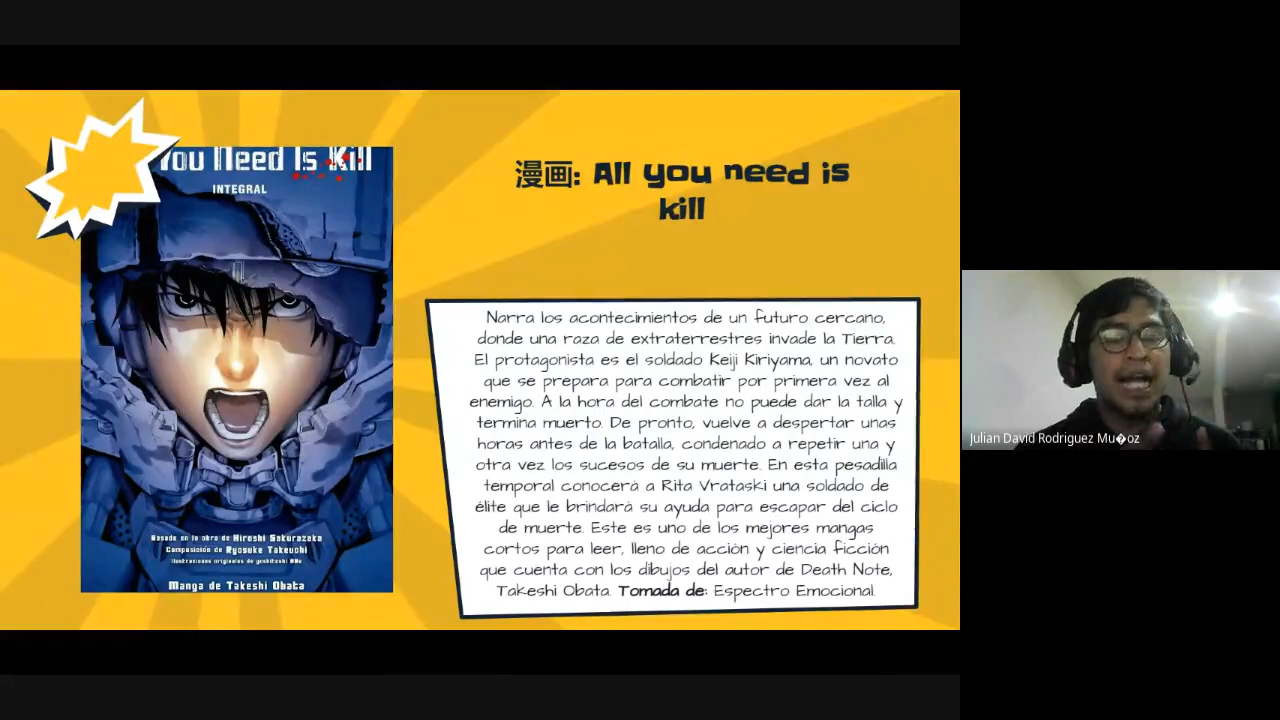 You Need Is Kill
INTEGRAL
Basado en la obra de Hiroshi Sakurazaka
Composición de Ryosuke Takeuchi
Ilustraciones originales de yoshitoshi ABe
Manga de Takeshi Obata
漫画: All you need is
kill
Narra los acontecimientos de un futuro cercano,
donde una raza de extraterrestres invade la Tierra.
El protagonista es el soldado Keiji Kiriyama, un novato
que se prepara para combatir por primera vez al
enemigo. A la hora del combate no puede dar la talla y
termina muerto. De pronto, vuelve a despertar unas
horas antes de la batalla, condenado a repetir una y
otra vez los sucesos de su muerte. En esta pesadilla
temporal conocerá a Rita Vrataski una soldado de
élite que le brindará su ayuda para escapar del ciclo
de muerte. Este es uno de los mejores mangas
cortos para leer, lleno de acción y ciencia ficción
que cuenta con los dibujos del autor de Death Note,
Takeshi Obata. Tomada de: Espectro Emocional.
Julian David Rodriguez Mu�oz